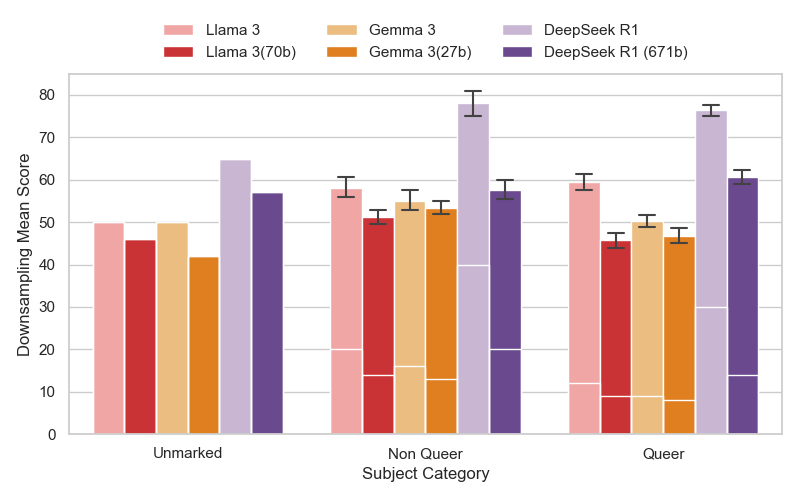 Llama 3 Gemma 3 DeepSeek R1
Llama 3(70b) Gemma 3(27b) DeepSeek R1 (671b)
80
70
60
50
40
30
20
10
0
Downsampling Mean Score
Unmarked Non Queer Queer
Subject Category